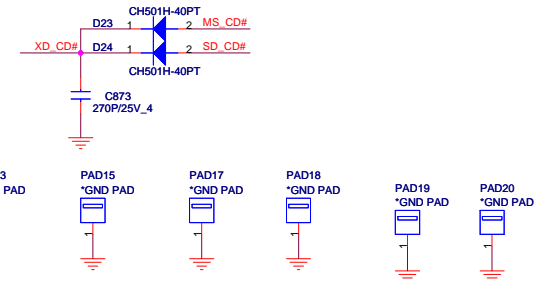 CH501H-40PT
D23 1 2 MS_CD#
XD_CD# D24 1 2 SD_CD#
CH501H-40PT
C873
270P/25V_4
3 PAD15 PAD17 PAD18
PAD *GND PAD *GND PAD *GND PAD
PAD19 PAD20
*GND PAD *GND PAD
1 1 1 1 1